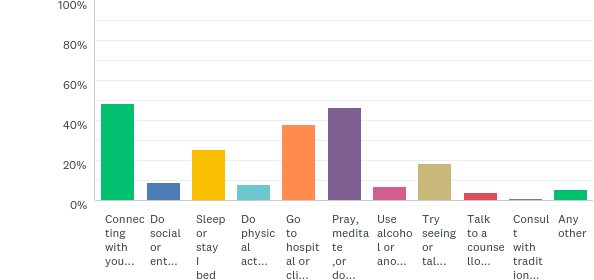 100%
80%
60%
40%
20%
0%
Connec
ting
with
you...
Do
social
or
ent...
Sleep
or
stay
I
bed
Do
physic
al
act...
Go
to
hospit
al or
cli...
Pray,
medita
te
,or
do...
Use
alcoho
l or
ano...
Try
seeing
or
tal...
Talk
to a
counse
llo...
Consul
t
with
tradit
ion...
Any
other